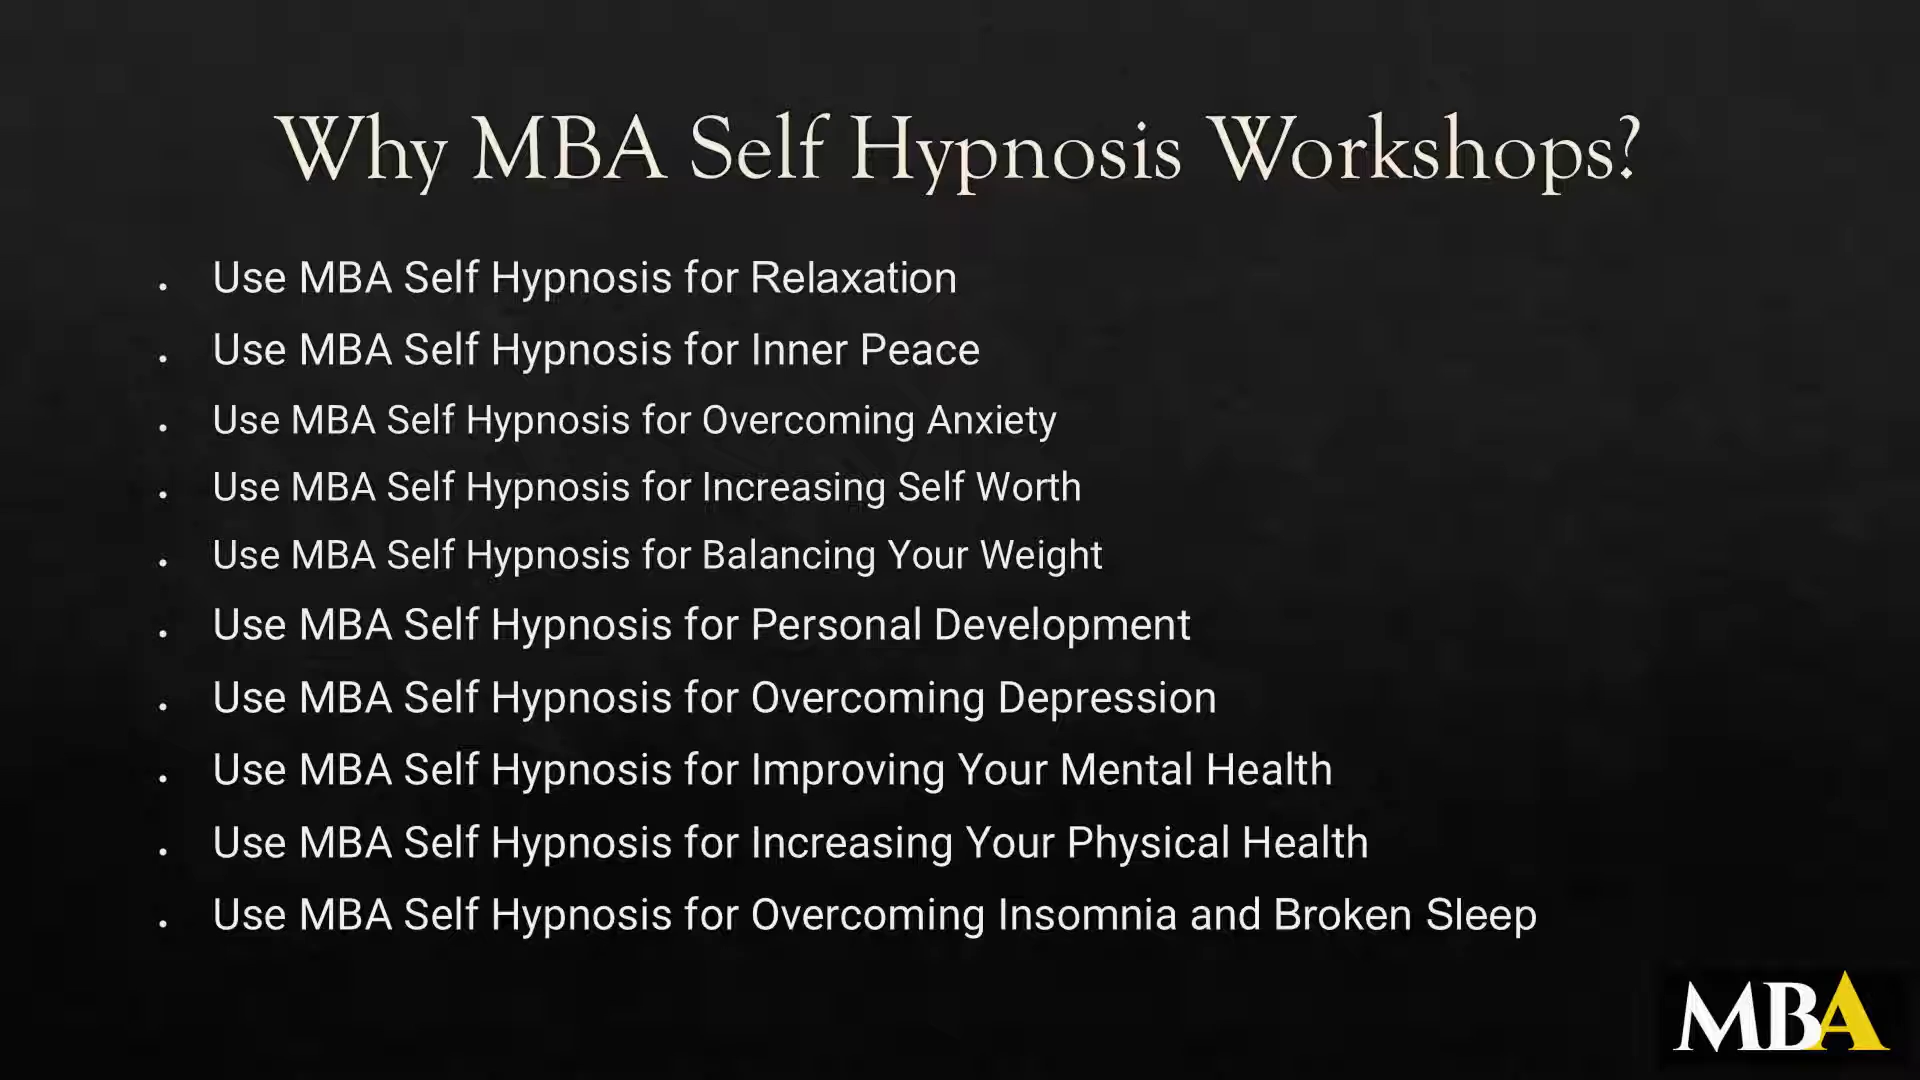 Why MBA Self Hypnosis Workshops?
• Use MBA Self Hypnosis for Relaxation
• Use MBA Self Hypnosis for Inner Peace
• Use MBA Self Hypnosis for Overcoming Anxiety
• Use MBA Self Hypnosis for Increasing Self Worth
• Use MBA Self Hypnosis for Balancing Your Weight
• Use MBA Self Hypnosis for Personal Development
• Use MBA Self Hypnosis for Overcoming Depression
• Use MBA Self Hypnosis for Improving Your Mental Health
• Use MBA Self Hypnosis for Increasing Your Physical Health
• Use MBA Self Hypnosis for Overcoming Insomnia and Broken Sleep
MBA